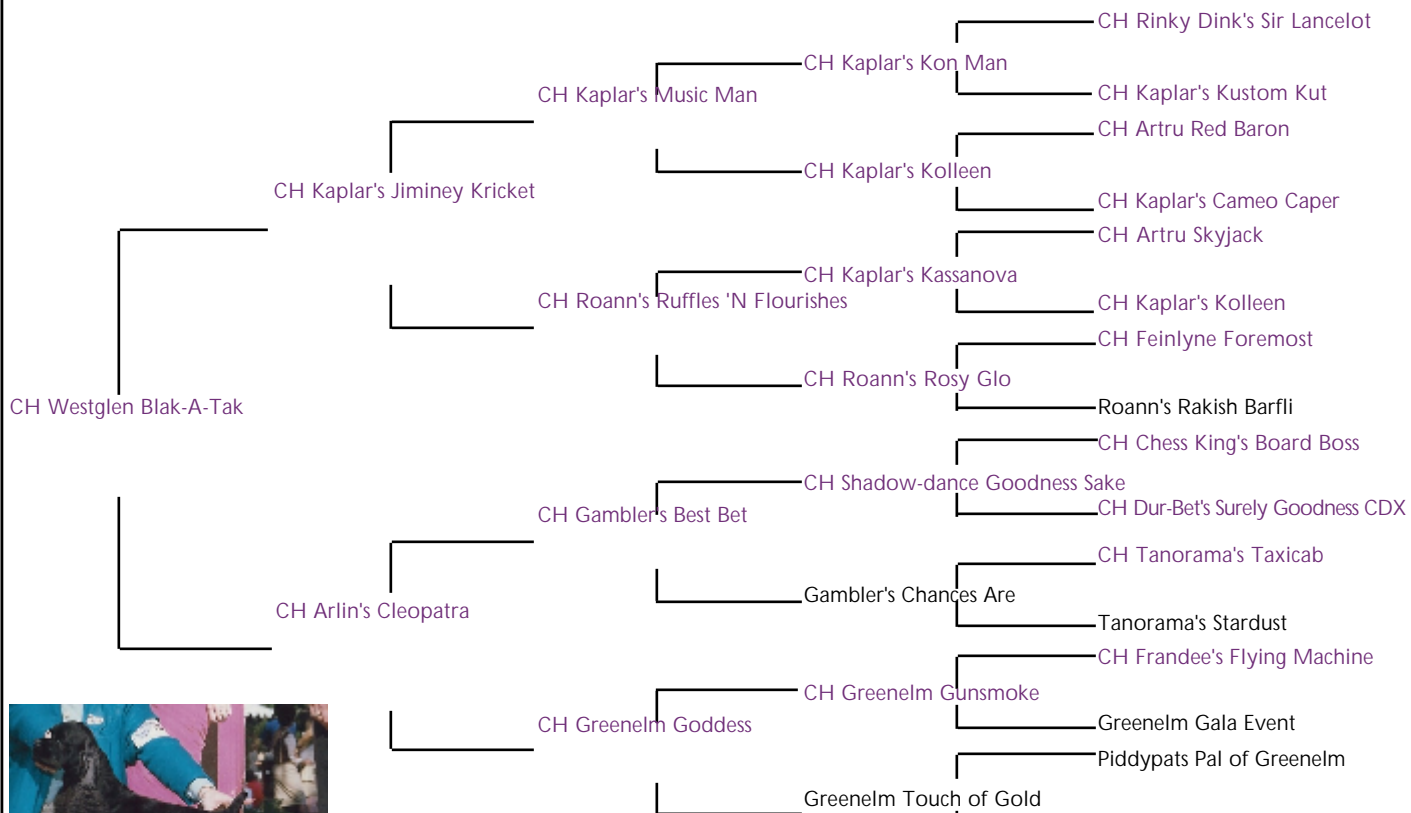 CH Rinky Dink's Sir Lancelot
CH Kaplar's Kon Man
CH Kaplar's Kustom Kut
CH Kaplar's Music Man
CH Artru Red Baron
CH Kaplar's Kolleen
CH Kaplar's Cameo Caper
CH Kaplar's Jiminey Kricket
CH Artru Skyjack
CH Kaplar's Kassanova
CH Roann's Ruffles 'N Flourishes
CH Kaplar's Kolleen
CH Feinlyne Foremost
CH Roann's Rosy Glo
Roann's Rakish Barfli
CH Westglen Blak-A-Tak
CH Chess King's Board Boss
CH Shadow-dance Goodness Sake
CH Dur-Bet's Surely Goodness CDX
CH Gambler's Best Bet
CH Tanorama's Taxicab
Gambler's Chances Are
Tanorama's Stardust
CH Arlin's Cleopatra
CH Frandee's Flying Machine
CH Greenelm Gunsmoke
Greenelm Gala Event
CH Greenelm Goddess
Piddypats Pal of Greenelm
Greenelm Touch of Gold